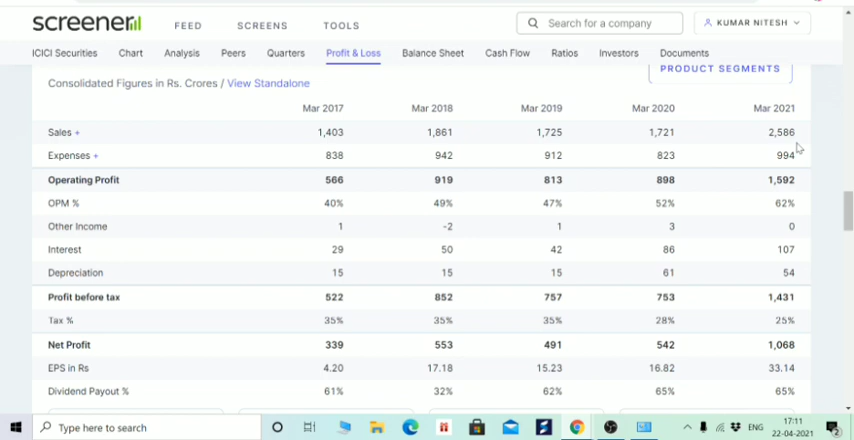 screener
FEED SCREENS TOOLS
Search for a company
KUMAR NITESH
ICICI Securities Chart Analysis Peers Quarters Profit & Loss Balance Sheet Cash Flow Ratios Investors Documents
PRODUCT SEGMENTS
Consolidated Figures in Rs. Crores / View Standalone
Mar 2017 Mar 2018 Mar 2019 Mar 2020 Mar 2021
Sales + 1,403 1,861 1,725 1,721 2,586
Expenses + 838 942 912 823 994
Operating Profit 566 919 813 898 1,592
OPM % 40% 49% 47% 52% 62%
Other Income 1 -2 1 3 0
Interest 29 50 42 86 107
Depreciation 15 15 15 61 54
Profit before tax 522 852 757 753 1,431
Tax % 35% 35% 35% 28% 25%
Net Profit 339 553 491 542 1,068
EPS in Rs 4.20 17.18 15.23 16.82 33.14
Dividend Payout % 61% 32% 62% 65% 65%
Type here to search
ENG
17:11
22-04-2021
2